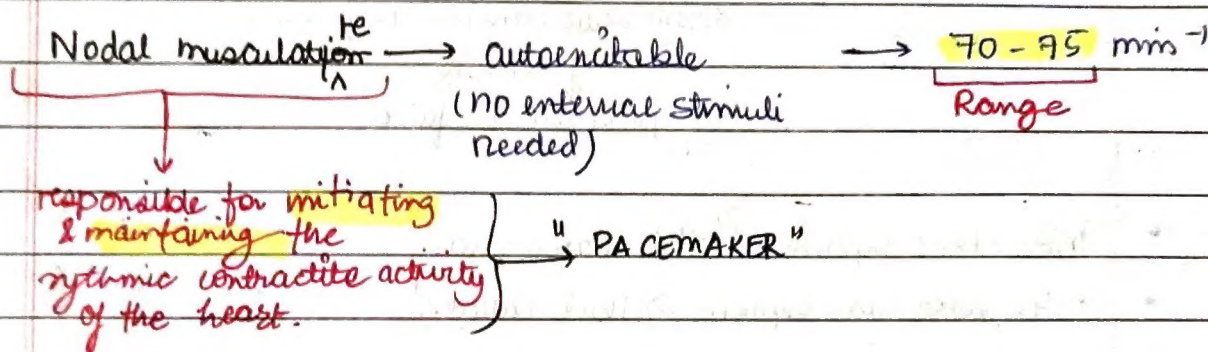 Nodal musculature → autoexcitable → 70 - 75 min⁻¹
(no external stimuli
needed)
Range
responsible for initiating
& maintaining the
rythmic contractile activity
of the heart.
" PACEMAKER "